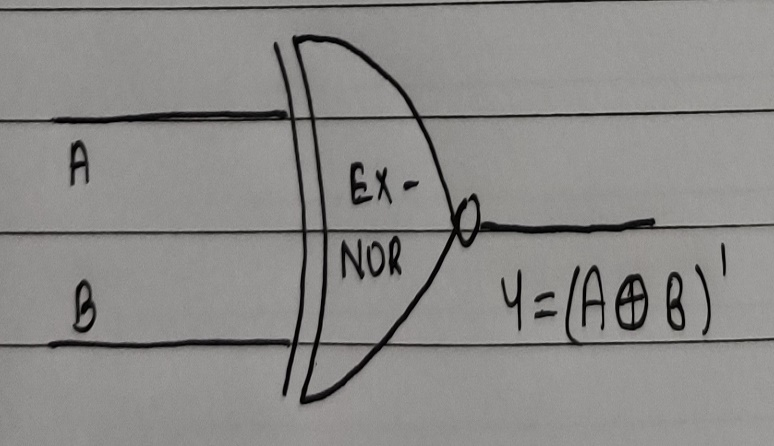 A
EX-
NOR
B
Y=(A⊕B)'